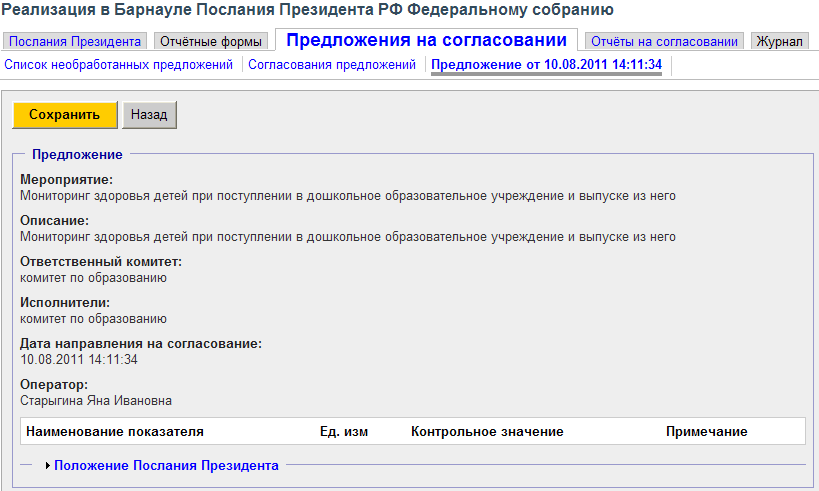 Реализация в Барнауле Послания Президента РФ Федеральному собранию
Послания Президента Отчётные формы Предложения на согласовании Отчёты на согласовании Журнал
Список необработанных предложений Согласования предложений Предложение от 10.08.2011 14:11:34
Сохранить Назад
Предложение
Мероприятие:
Мониторинг здоровья детей при поступлении в дошкольное образовательное учреждение и выпуске из него
Описание:
Мониторинг здоровья детей при поступлении в дошкольное образовательное учреждение и выпуске из него
Ответственный комитет:
комитет по образованию
Исполнители:
комитет по образованию
Дата направления на согласование:
10.08.2011 14:11:34
Оператор:
Старыгина Яна Ивановна
Наименование показателя Ед. изм Контрольное значение Примечание
Положение Послания Президента